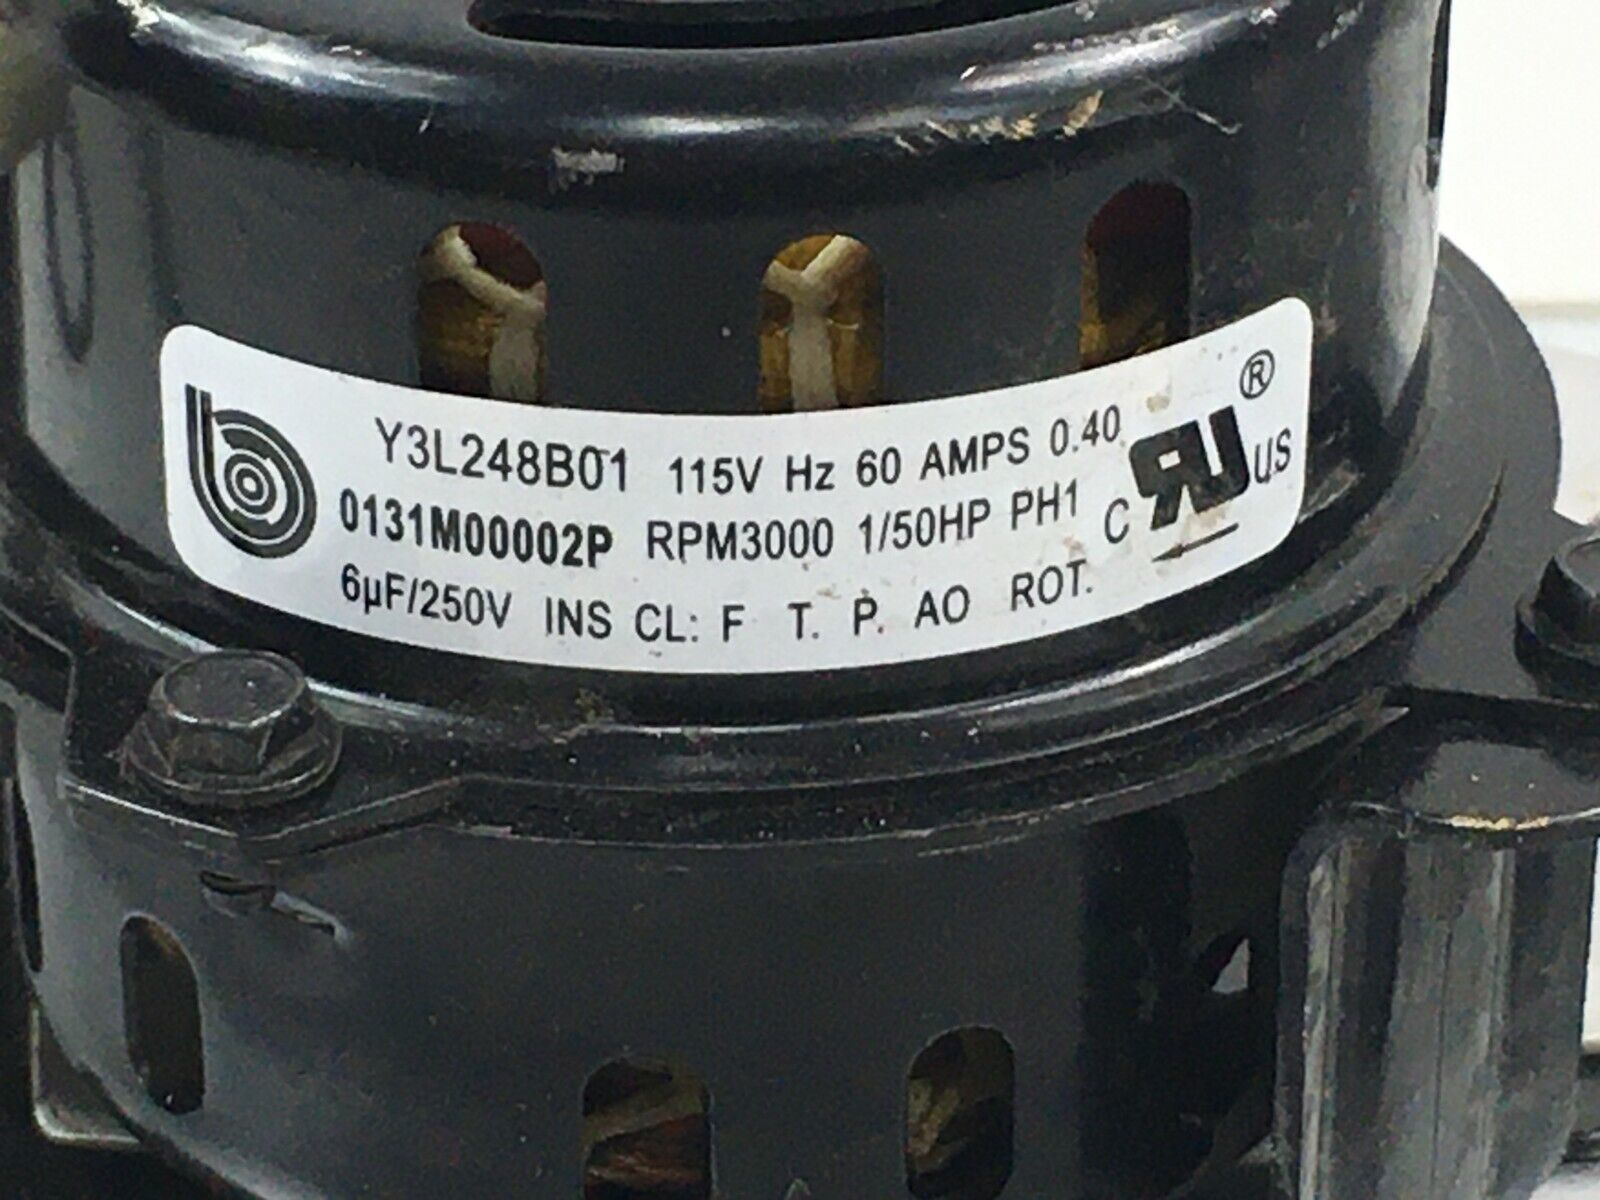 Y3L248B01 115V Hz 60 AMPS 0.40
0131M00002P RPM3000 1/50HP PH1
6µF/250V INS CL: F T. P. AO ROT.
c RU US ®